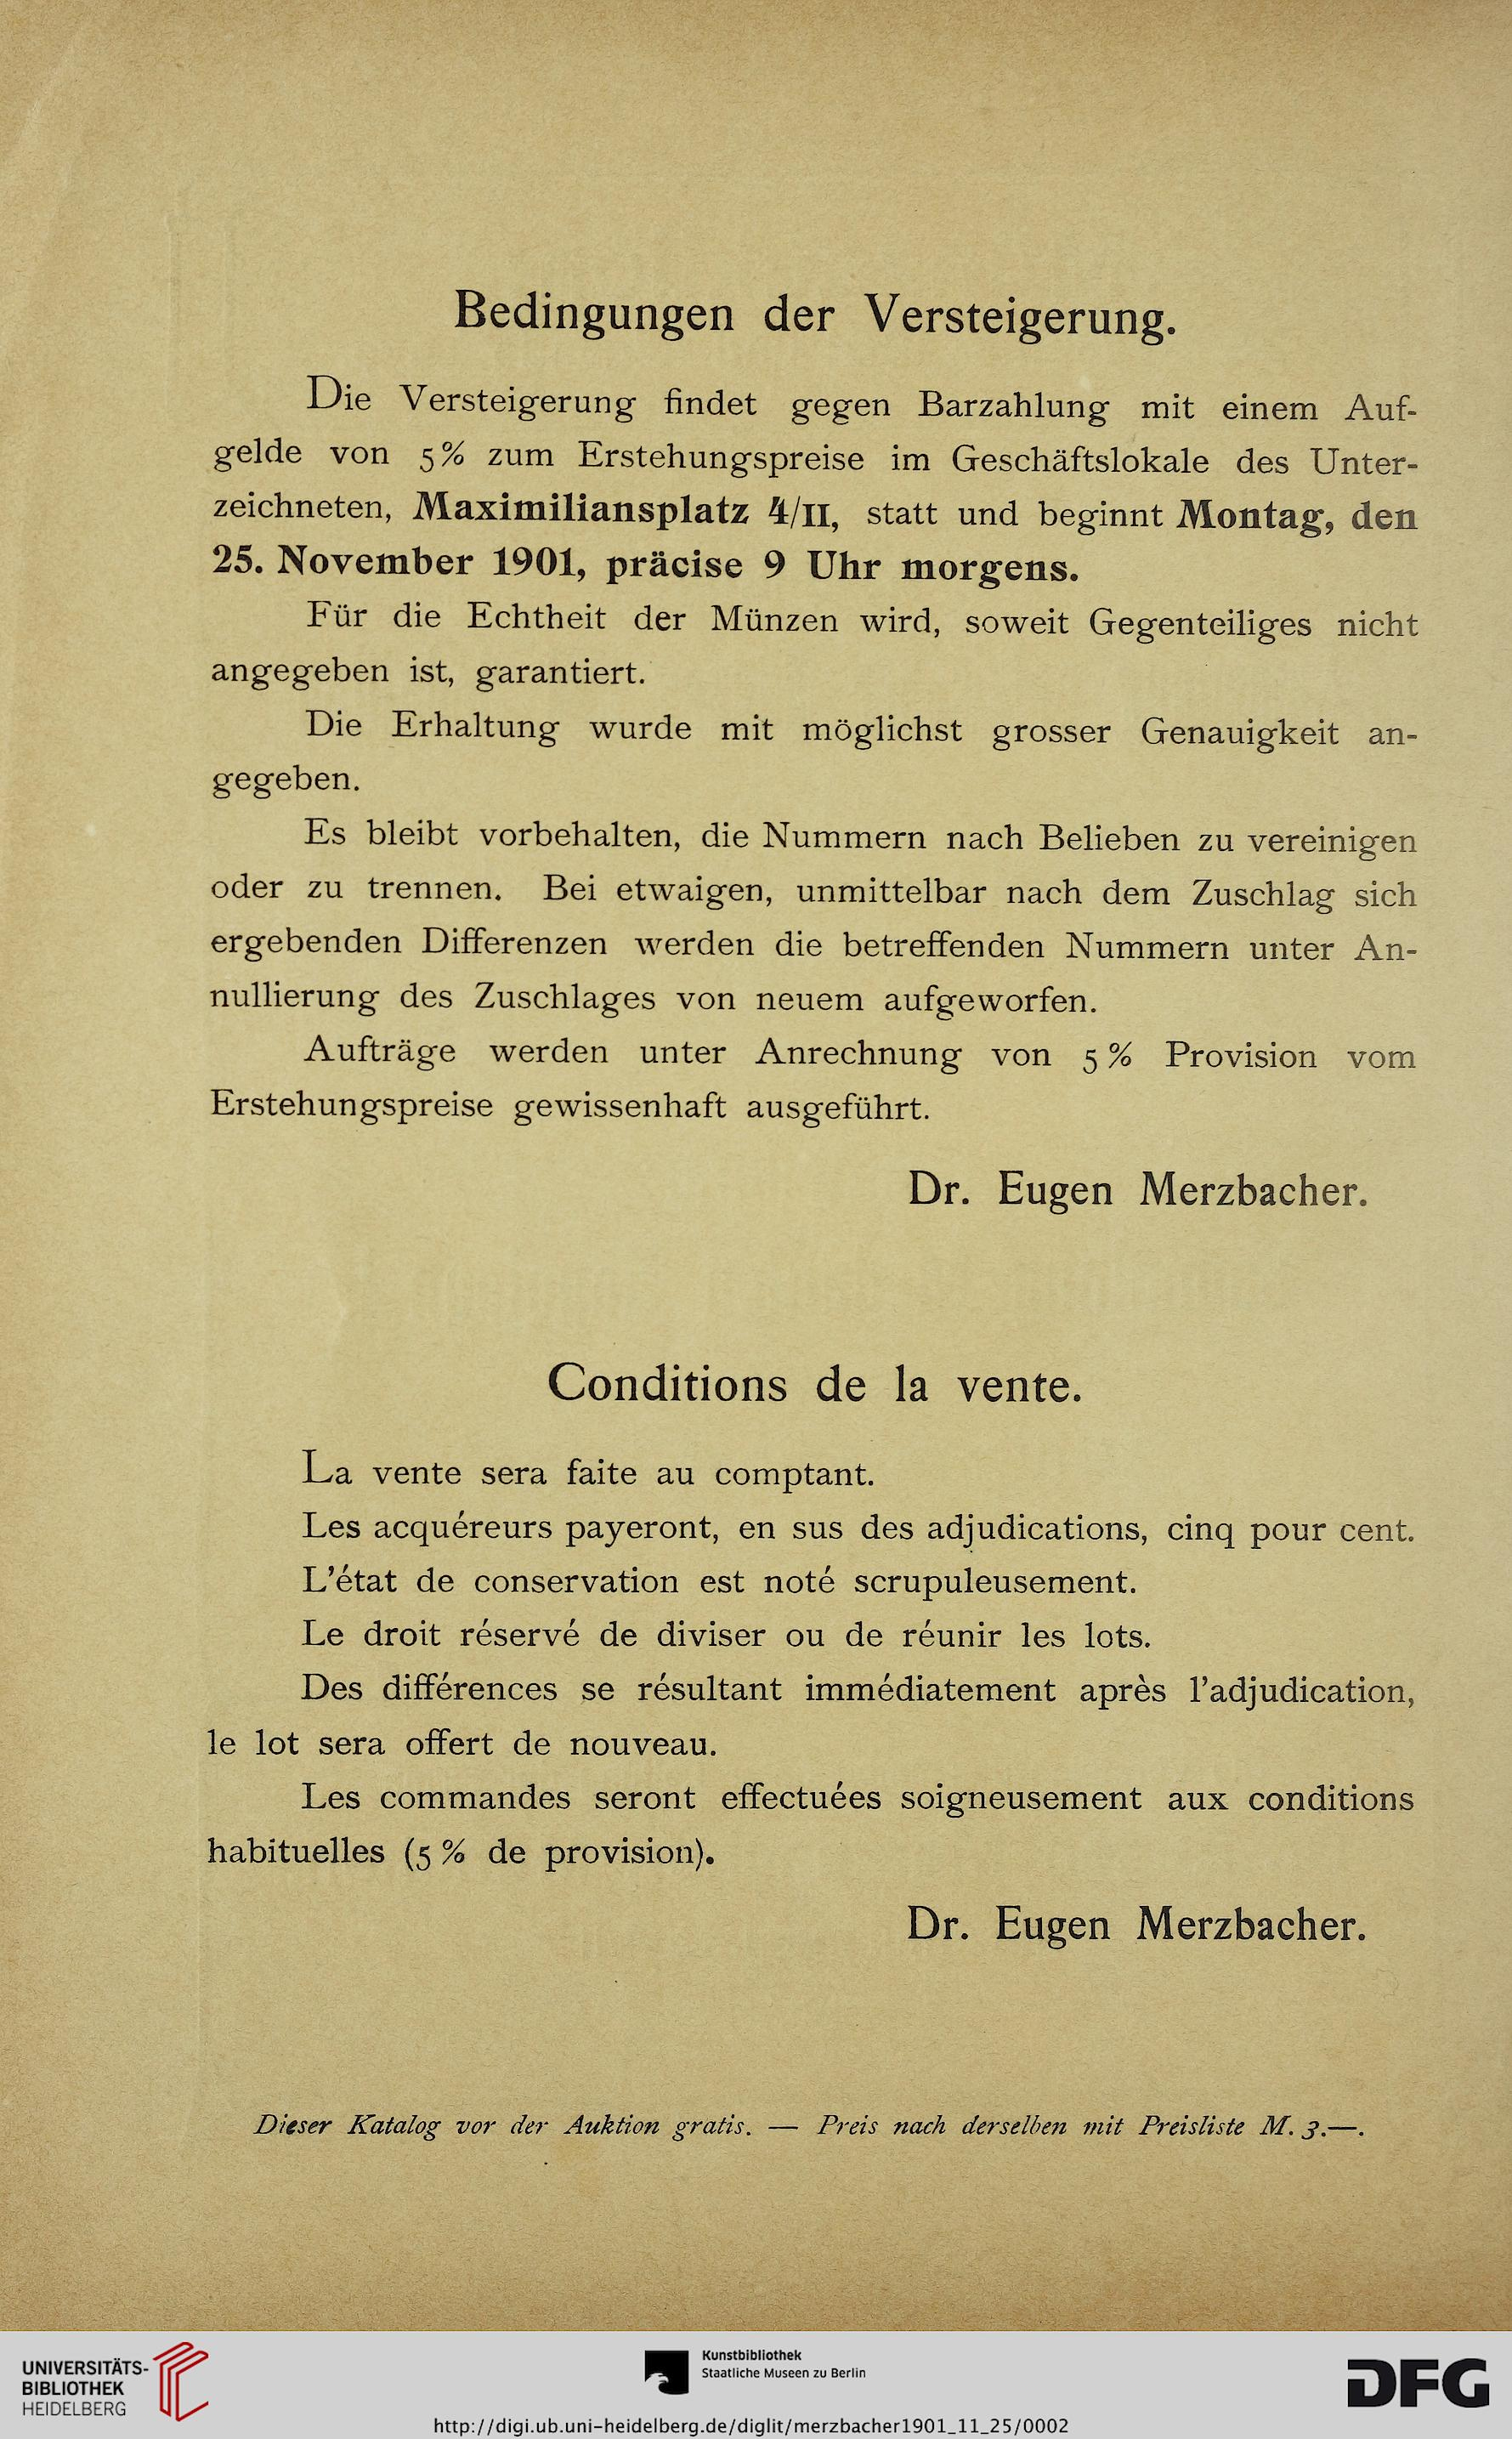 Bedingungen der Versteigerung.
Die Versteigerung findet gegen Barzahlung mit einem Auf-
gelde von 5% zum Erstehungspreise im Geschäftslokale des Unter-
zeichneten, Maximiliansplatz 4/II, statt und beginnt Montag, den
25. November 1901, präcise 9 Uhr morgens.
Für die Echtheit der Münzen wird, soweit Gegenteiliges nicht
angegeben ist, garantiert.
Die Erhaltung wurde mit möglichst grosser Genauigkeit an-
gegeben.
Es bleibt vorbehalten, die Nummern nach Belieben zu vereinigen
oder zu trennen. Bei etwaigen, unmittelbar nach dem Zuschlag sich
ergebenden Differenzen werden die betreffenden Nummern unter An-
nullierung des Zuschlages von neuem aufgeworfen.
Aufträge werden unter Anrechnung von 5% Provision vom
Erstehungspreise gewissenhaft ausgeführt.
Dr. Eugen Merzbacher.
Conditions de la vente.
La vente sera faite au comptant.
Les acquéreurs payeront, en sus des adjudications, cinq pour cent.
L'état de conservation est noté scrupuleusement.
Le droit réservé de diviser ou de réunir les lots.
Des différences se résultant immédiatement après l'adjudication,
le lot sera offert de nouveau.
Les commandes seront effectuées soigneusement aux conditions
habituelles (5% de provision).
Dr. Eugen Merzbacher.
Dieser Katalog vor der Auktion gratis. — Preis nach derselben mit Preisliste M. 3.—.
UNIVERSITÄTS-
BIBLIOTHEK
HEIDELBERG
Kunstbibliothek
Staatliche Museen zu Berlin
DFG
http://digi.ub.uni-heidelberg.de/diglit/merzbacher1901_11_25/0002